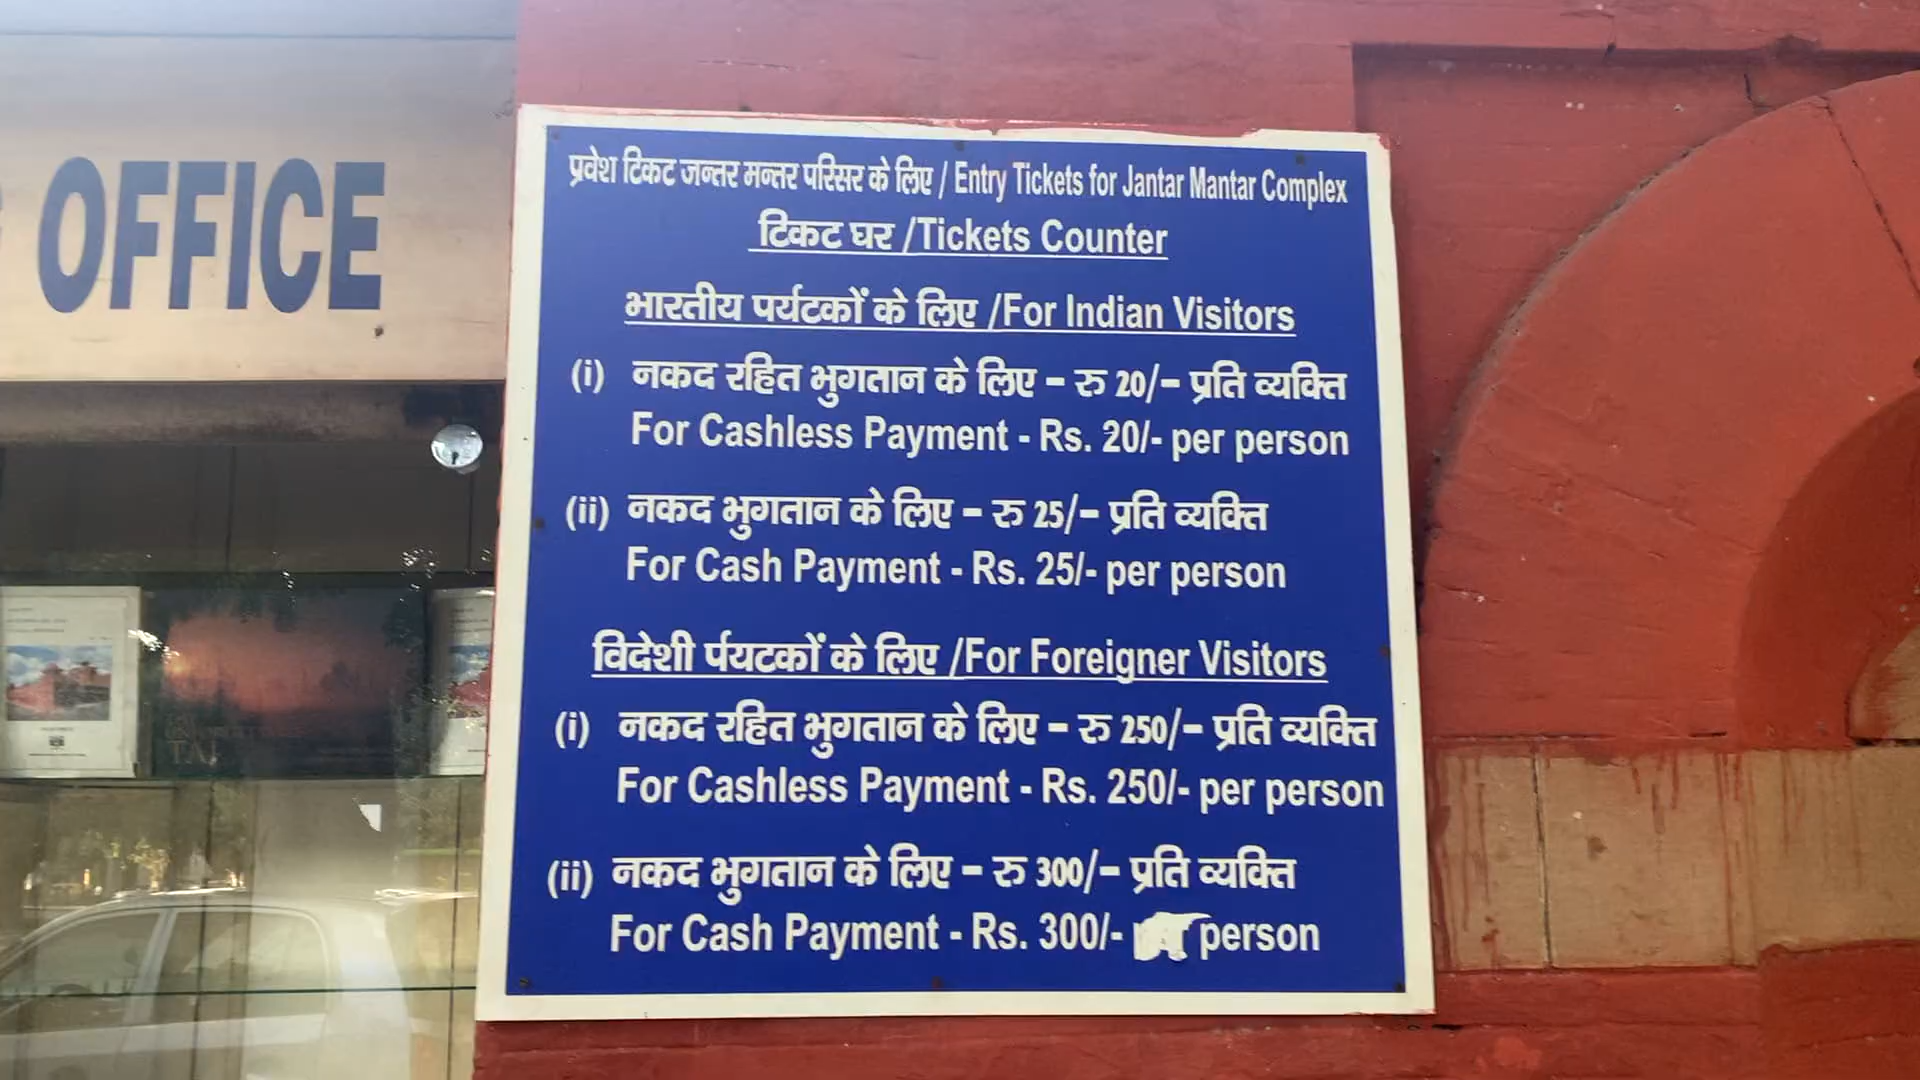 OFFICE
प्रवेश टिकट जन्तर मन्तर परिसर के लिए / Entry Tickets for Jantar Mantar Complex
टिकट घर /Tickets Counter
भारतीय पर्यटकों के लिए /For Indian Visitors
(i) नकद रहित भुगतान के लिए - रु 20/- प्रति व्यक्ति
For Cashless Payment - Rs. 20/- per person
(ii) नकद भुगतान के लिए - रु 25/- प्रति व्यक्ति
For Cash Payment - Rs. 25/- per person
विदेशी र्पयटकों के लिए /For Foreigner Visitors
(i) नकद रहित भुगतान के लिए - रु 250/- प्रति व्यक्ति
For Cashless Payment - Rs. 250/- per person
(ii) नकद भुगतान के लिए - रु 300/- प्रति व्यक्ति
For Cash Payment - Rs. 300/- person
TAJ